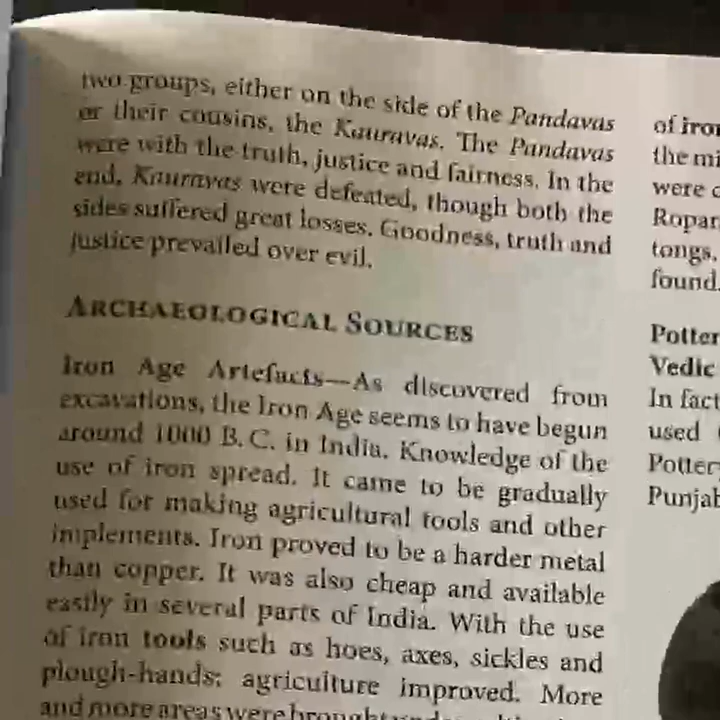 two groups, either on the side of the Pandavas
or their cousins, the Kauravas. The Pandavas
were with the truth, justice and fairness. In the
end, Kauravas were defeated, though both the
sides suffered great losses. Goodness, truth and
justice prevailed over evil.
ARCHAEOLOGICAL SOURCES
Iron Age Artefacts—As discovered from
excavations, the Iron Age seems to have begun
around 1000 B.C. in India. Knowledge of the
use of iron spread. It came to be gradually
used for making agricultural tools and other
implements. Iron proved to be a harder metal
than copper. It was also cheap and available
easily in several parts of India. With the use
of iron tools such as hoes, axes, sickles and
plough-hands; agriculture improved. More
and more areas were brought
of iron
the mi
were c
Ropar
tongs,
found.
Potter
Vedic
In fact
used
Pottery
Punjab